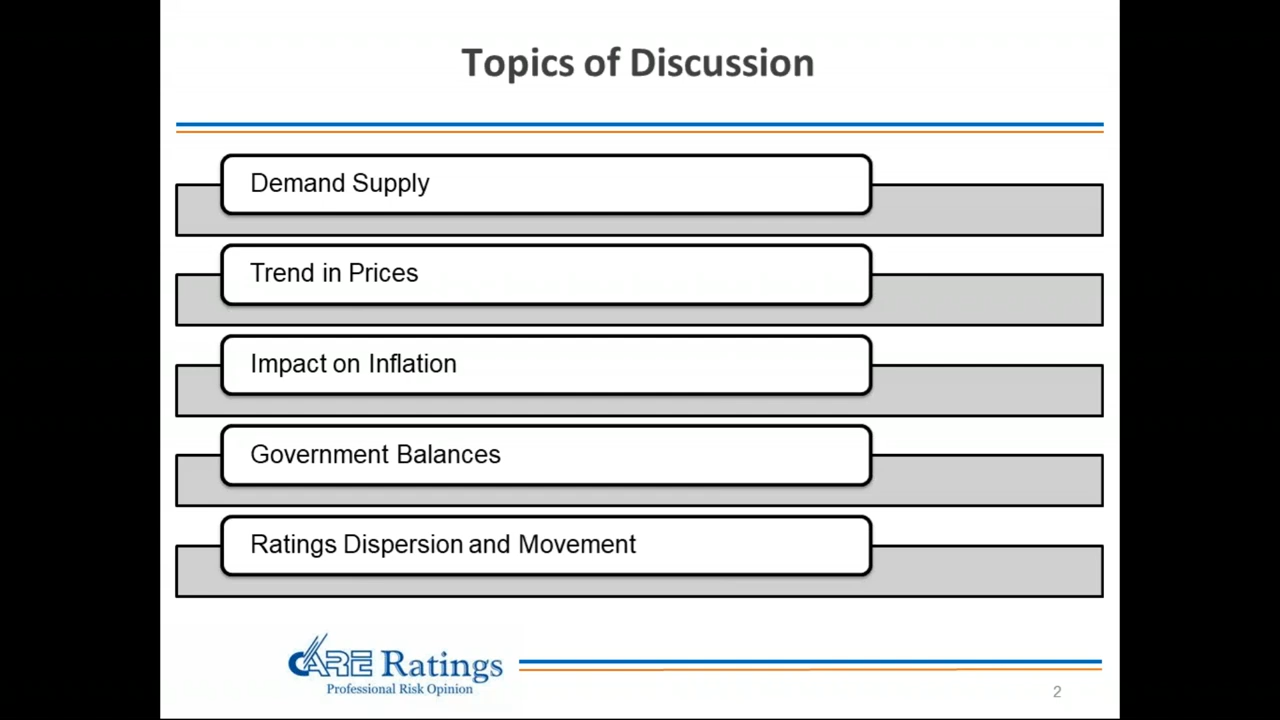 Topics of Discussion
Demand Supply
Trend in Prices
Impact on Inflation
Government Balances
Ratings Dispersion and Movement
CARE Ratings
Professional Risk Opinion
2